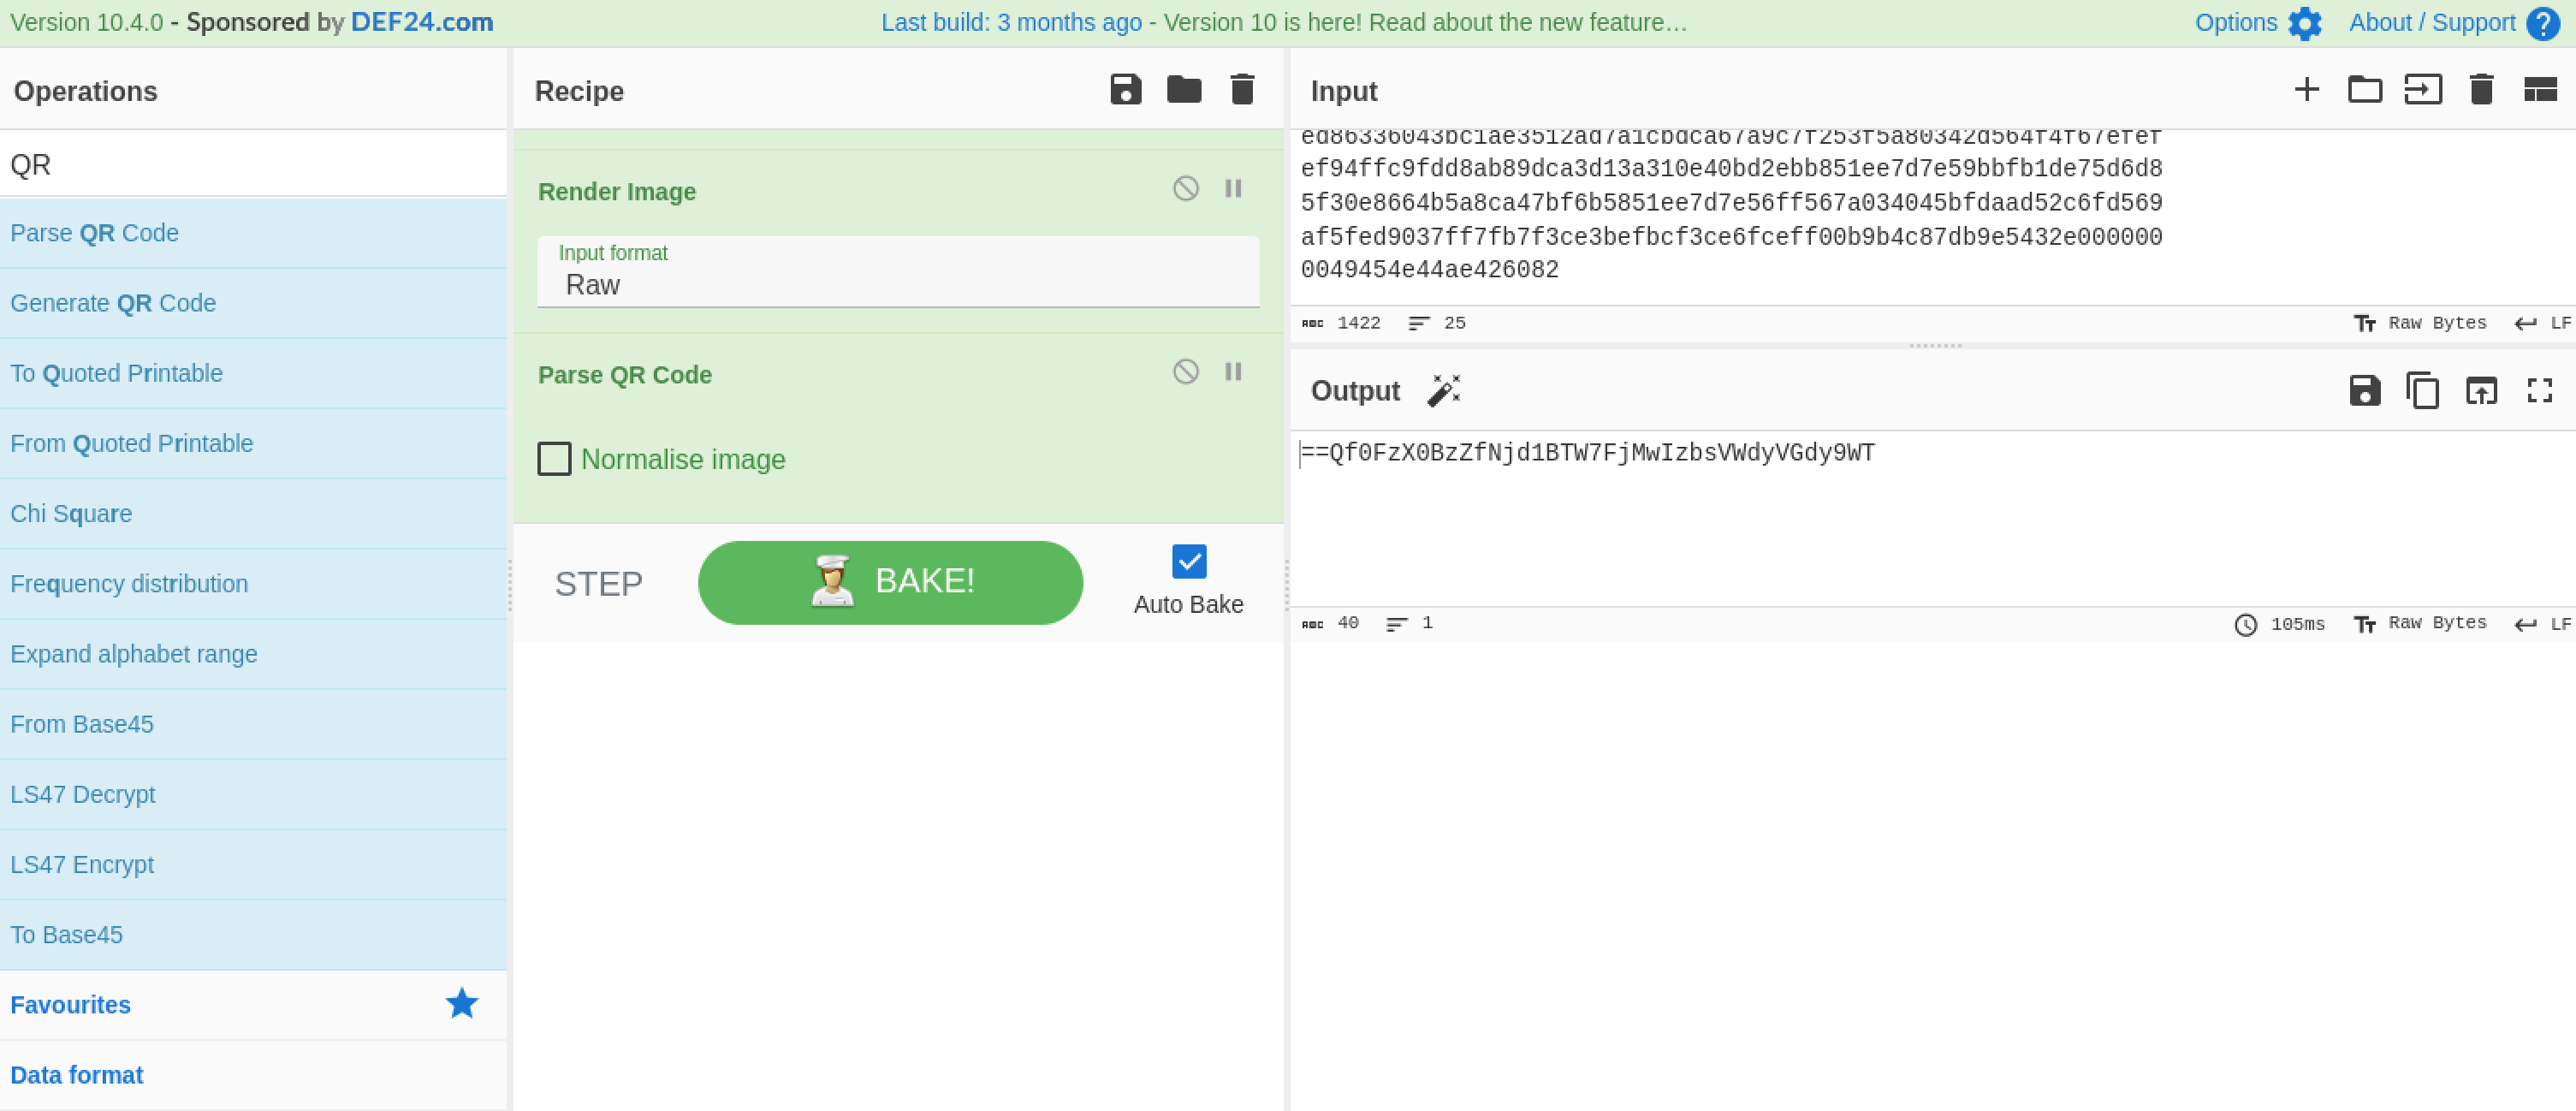 Version 10.4.0 - Sponsored by DEF24.com
Last build: 3 months ago - Version 10 is here! Read about the new feature…
Options
About / Support
Operations
QR
Parse QR Code
Generate QR Code
To Quoted Printable
From Quoted Printable
Chi Square
Frequency distribution
Expand alphabet range
From Base45
LS47 Decrypt
LS47 Encrypt
To Base45
Favourites
Data format
Recipe
Render Image
Input format
Raw
Parse QR Code
Normalise image
STEP
BAKE!
Auto Bake
Input
ed86336043bc1ae3512ad7a1cbdca67a9c7f253f5a80342d564f4f67efef
ef94ffc9fdd8ab89dca3d13a310e40bd2ebb851ee7d7e59bbfb1de75d6d8
5f30e8664b5a8ca47bf6b5851ee7d7e56ff567a034045bfdaad52c6fd569
af5fed9037ff7fb7f3ce3befbcf3ce6fceff00b9b4c87db9e5432e000000
0049454e44ae426082
ABC 1422 25 Raw Bytes LF
Output
==Qf0FzX0BzZfNjd1BTW7FjMwIzbsVWdyVGdy9WT
ABC 40 1 105ms Raw Bytes LF